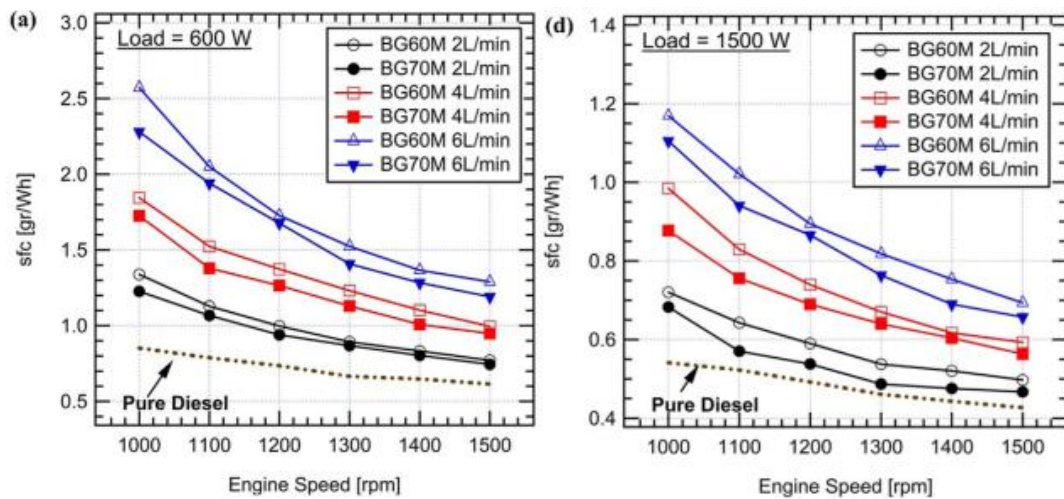 (a)
Load = 600 W
BG60M 2L/min
BG70M 2L/min
BG60M 4L/min
BG70M 4L/min
BG60M 6L/min
BG70M 6L/min
3.0
2.5
2.0
1.5
1.0
0.5
sfc [gr/Wh]
Pure Diesel
1000 1100 1200 1300 1400 1500
Engine Speed [rpm]
(d)
Load = 1500 W
BG60M 2L/min
BG70M 2L/min
BG60M 4L/min
BG70M 4L/min
BG60M 6L/min
BG70M 6L/min
1.4
1.2
1.0
0.8
0.6
0.4
sfc [gr/Wh]
Pure Diesel
1000 1100 1200 1300 1400 1500
Engine Speed [rpm]